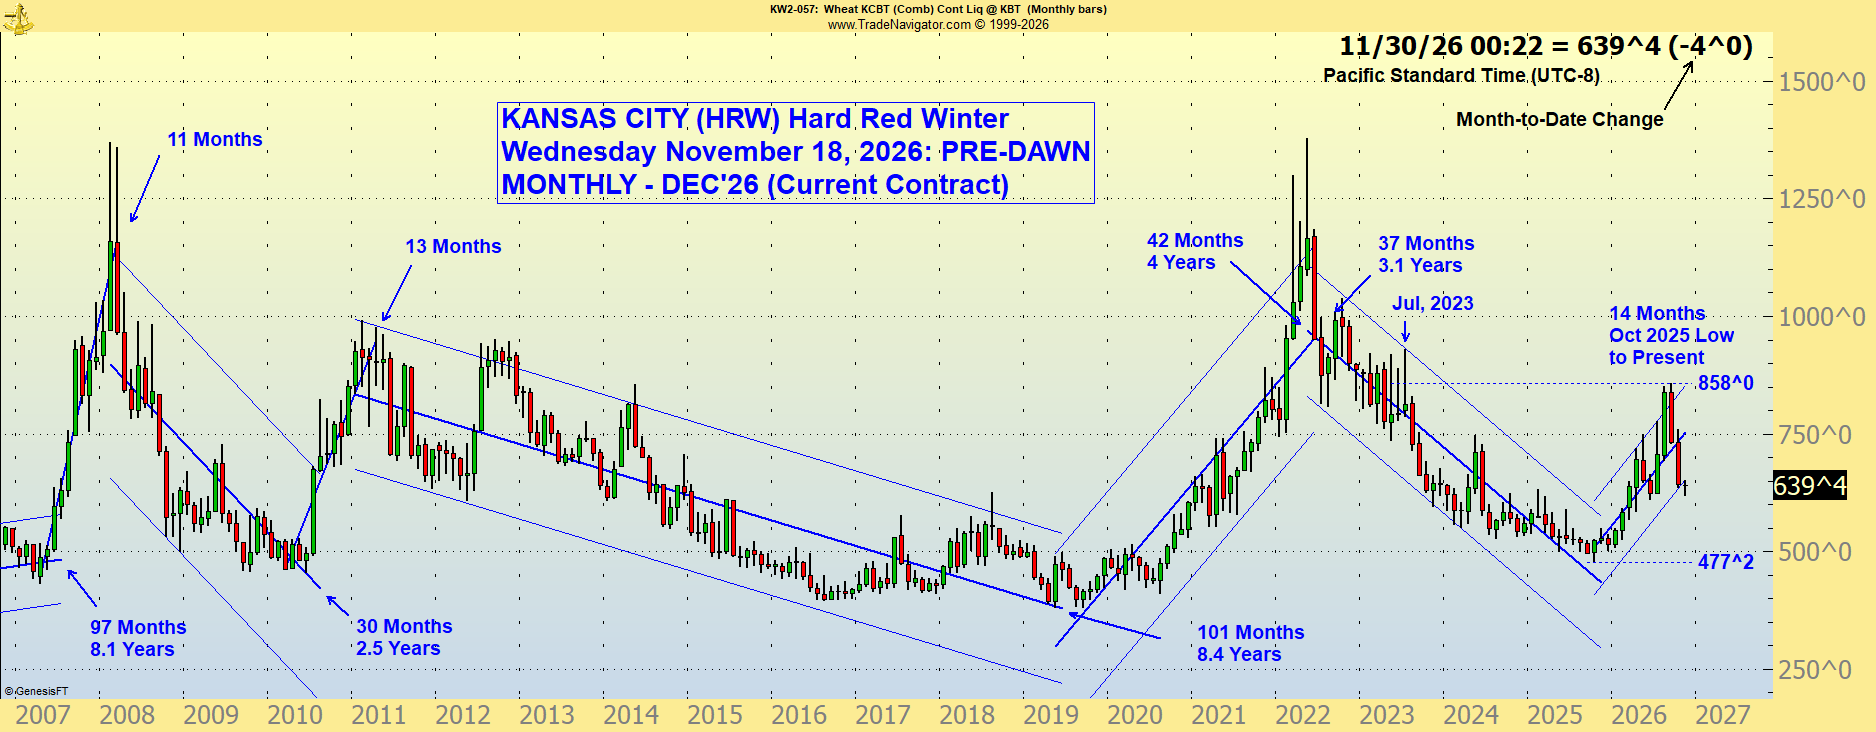 KW2-057: Wheat KCBT (Comb) Cont Liq @ KBT (Monthly bars)
www.TradeNavigator.com © 1999-2026
11/30/26 00:22 = 639^4 (-4^0)
Pacific Standard Time (UTC-8)
Month-to-Date Change
KANSAS CITY (HRW) Hard Red Winter
Wednesday November 18, 2026: PRE-DAWN
MONTHLY - DEC'26 (Current Contract)
11 Months
13 Months
42 Months
4 Years
37 Months
3.1 Years
Jul, 2023
14 Months
Oct 2025 Low
to Present
858^0
477^2
97 Months
8.1 Years
30 Months
2.5 Years
101 Months
8.4 Years
1500^0
1250^0
1000^0
750^0
639^4
500^0
250^0
© GenesisFT
2007 2008 2009 2010 2011 2012 2013 2014 2015 2016 2017 2018 2019 2020 2021 2022 2023 2024 2025 2026 2027